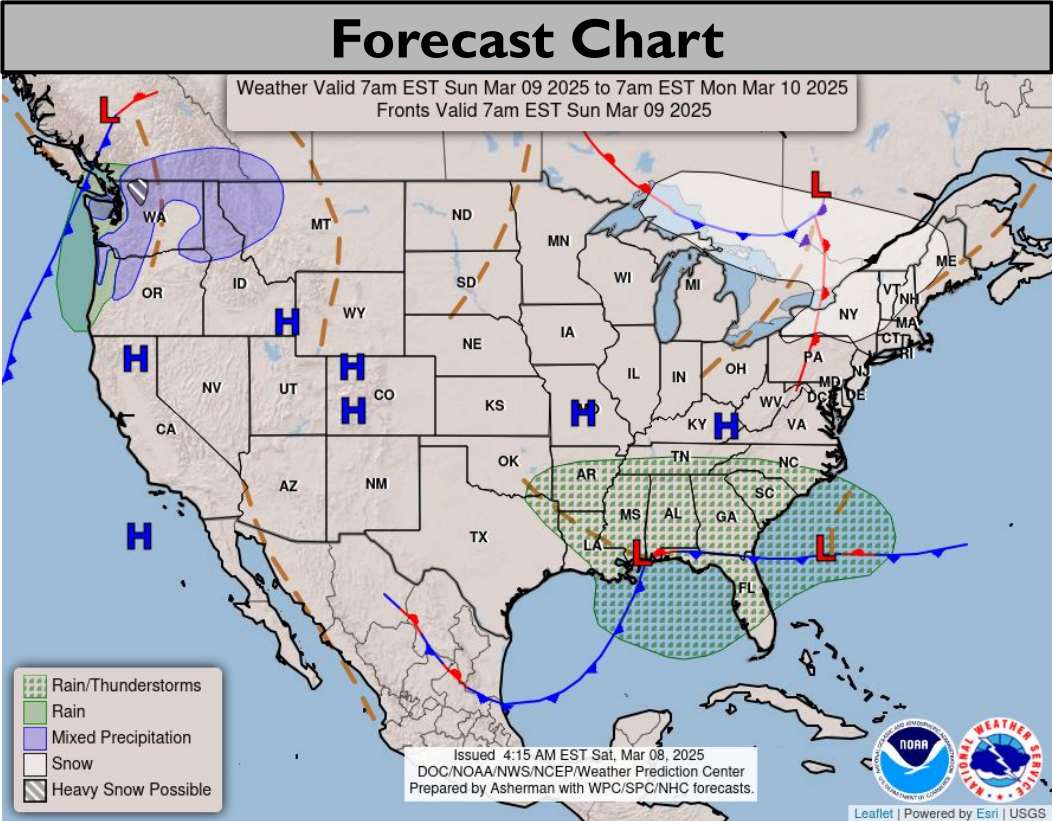 Forecast Chart
Weather Valid 7am EST Sun Mar 09 2025 to 7am EST Mon Mar 10 2025
Fronts Valid 7am EST Sun Mar 09 2025
L
L
WA
MT
ND
MN
ME
VT
NH
OR
ID
SD
WI
MI
NY
MA
CT
RI
H
WY
H
H
NV
UT
CO
H
NE
IA
IL
IN
OH
PA
NJ
MD
DE
DC
WV
VA
CA
KS
H
KY
H
AZ
NM
OK
AR
TN
NC
SC
MS
AL
GA
H
TX
LA
L
L
FL
Rain/Thunderstorms
Rain
Mixed Precipitation
Snow
Heavy Snow Possible
Issued 4:15 AM EST Sat, Mar 08, 2025
DOC/NOAA/NWS/NCEP/Weather Prediction Center
Prepared by Asherman with WPC/SPC/NHC forecasts.
NOAA
NATIONAL WEATHER SERVICE
Leaflet | Powered by Esri | USGS